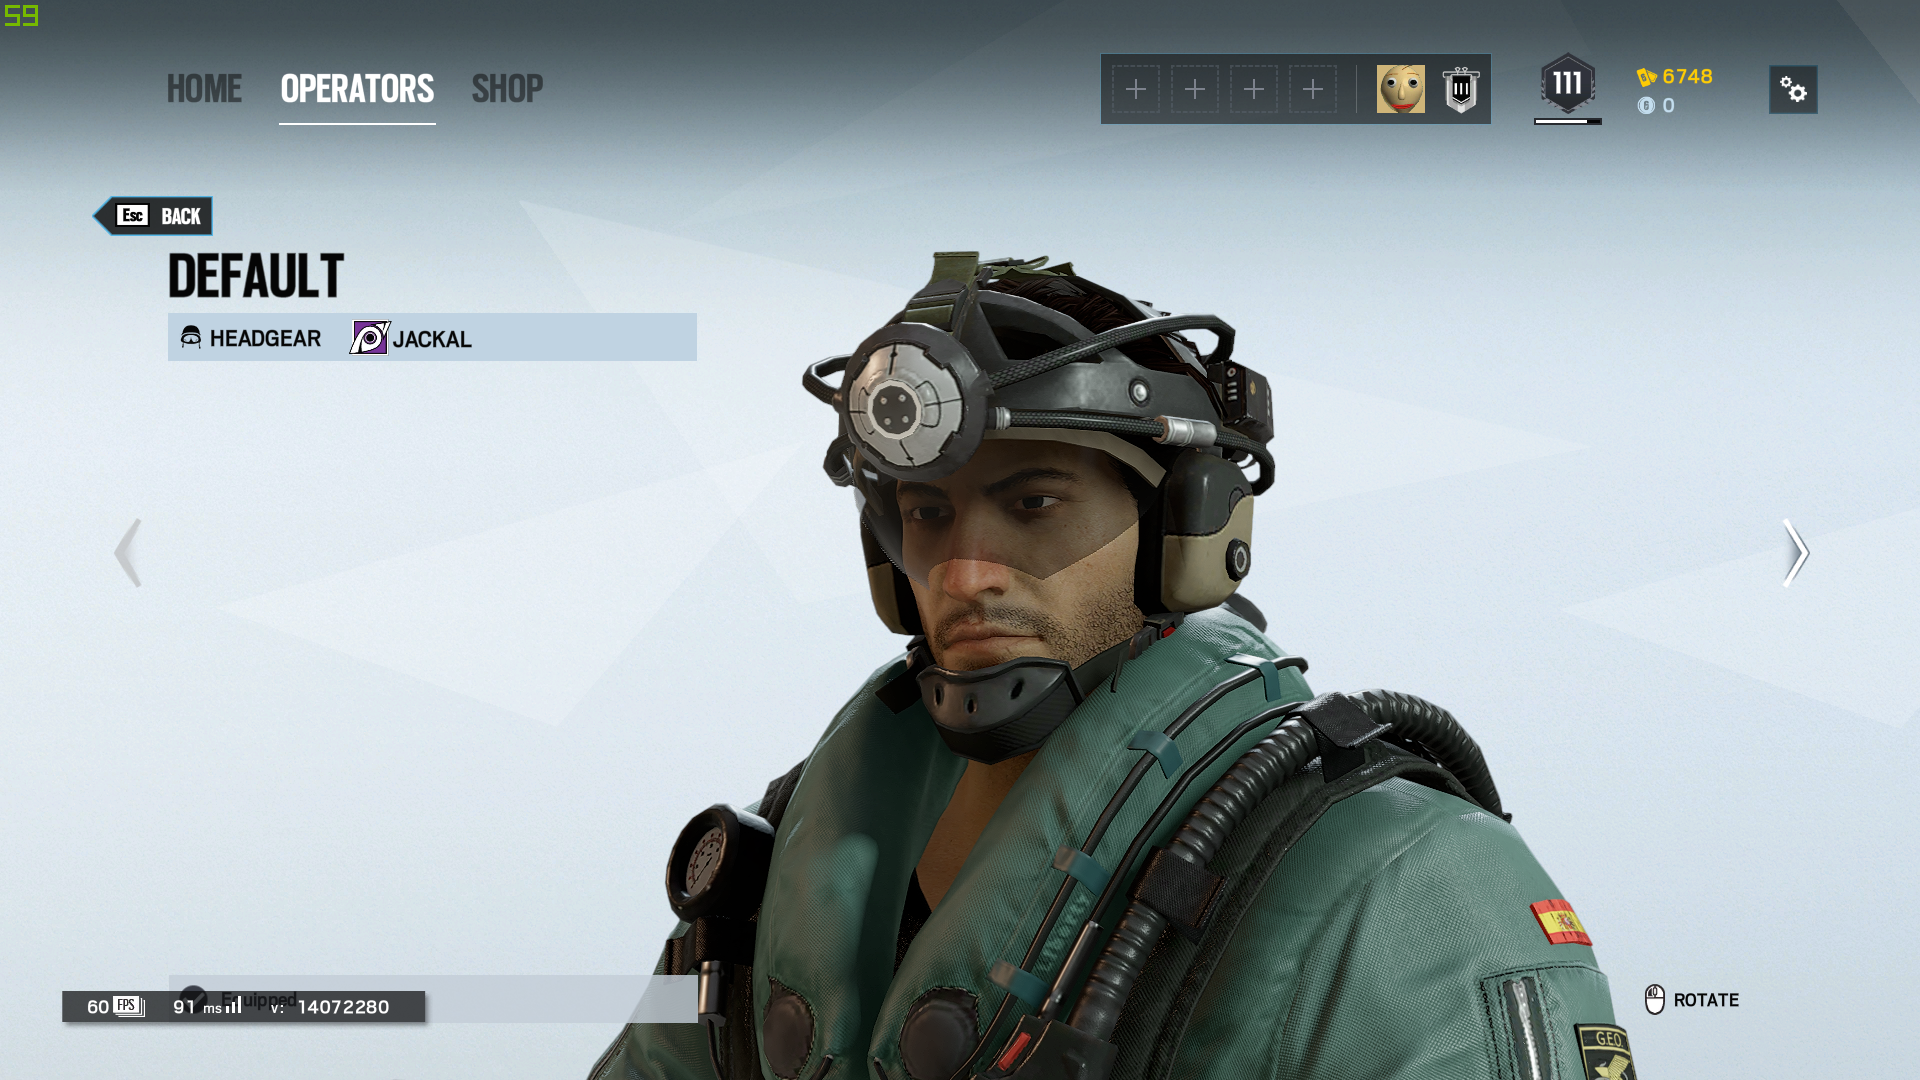 59
HOME OPERATORS SHOP
111
6748
0
Esc BACK
DEFAULT
HEADGEAR JACKAL
Equipped
60 FPS 91 ms v: 14072280
ROTATE
G.E.O.